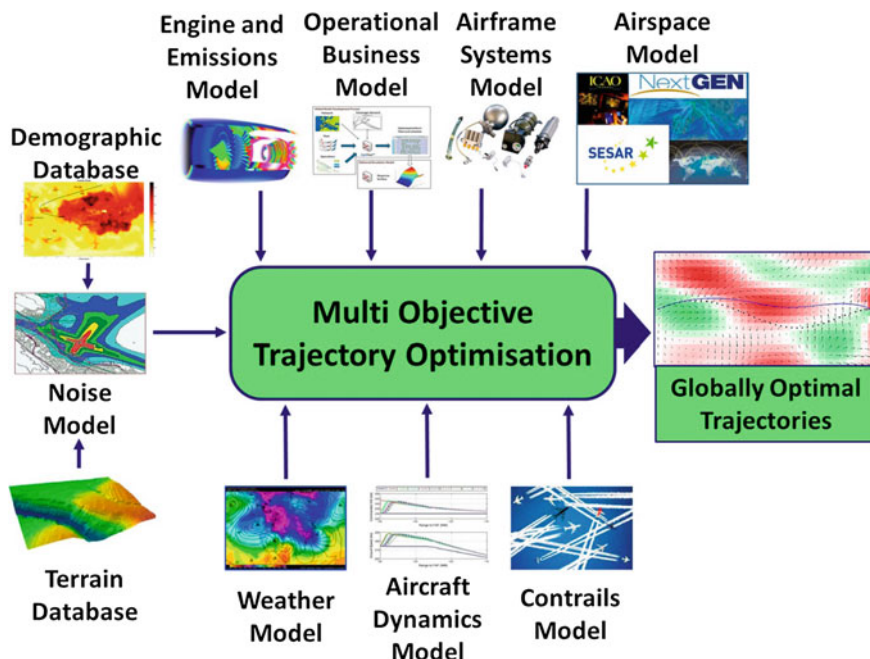 Engine and
Emissions
Model
Operational
Business
Model
Airframe
Systems
Model
Airspace
Model
ICAO
NextGEN
SESAR
Demographic
Database
Noise
Model
Terrain
Database
Multi Objective
Trajectory Optimisation
Globally Optimal
Trajectories
Weather
Model
Aircraft
Dynamics
Model
Contrails
Model